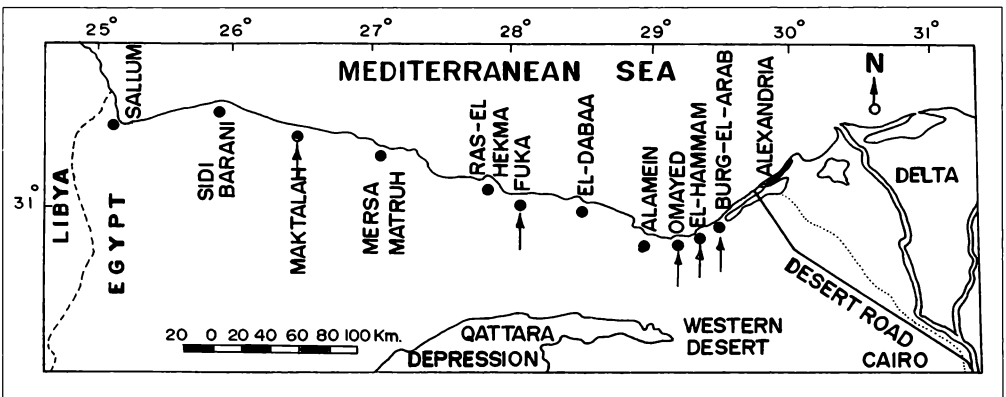 25° 26° 27° 28° 29° 30° 31°
MEDITERRANEAN SEA
N
SALLUM
SIDI
BARANI
MAKTALAH
MERSA
MATRUH
RAS-EL
HEKMA
FUKA
EL-DABAA
ALAMEIN
OMAYED
EL-HAMMAM
BURG-EL-ARAB
ALEXANDRIA
DELTA
31°
LIBYA
EGYPT
DESERT ROAD
CAIRO
20 0 20 40 60 80 100 Km.
QATTARA
DEPRESSION
WESTERN
DESERT